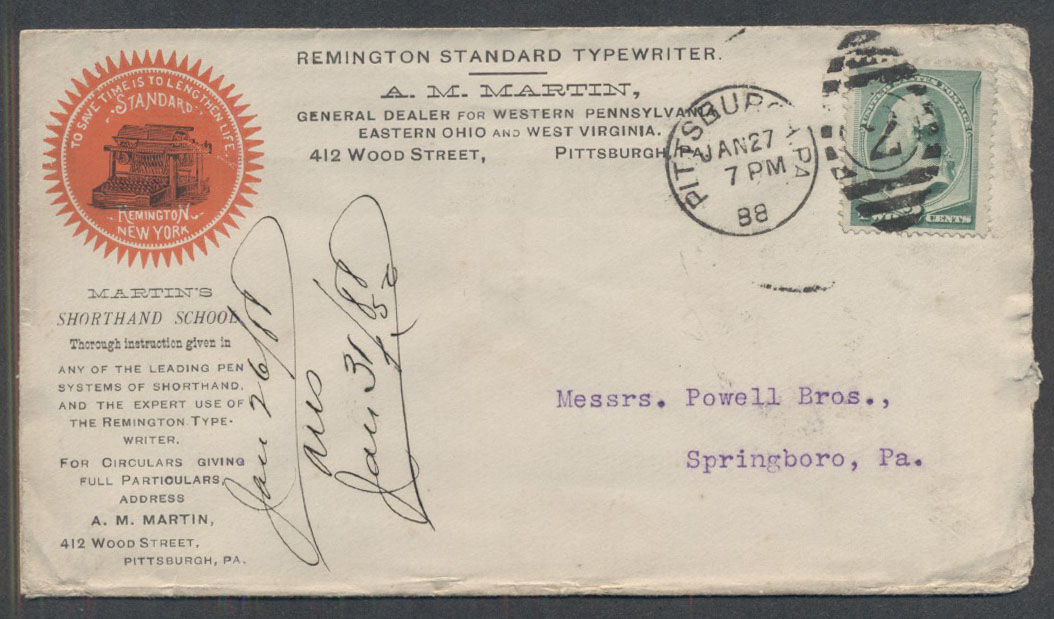 TO SAVE TIME IS TO LENGTHEN LIFE.
STANDARD
REMINGTON
NEW YORK
REMINGTON STANDARD TYPEWRITER.
A. M. MARTIN,
GENERAL DEALER FOR WESTERN PENNSYLVANIA
EASTERN OHIO AND WEST VIRGINIA.
412 WOOD STREET, PITTSBURGH, PA.
PITTSBURG, PA
JAN 27
7 PM
88
UNITED STATES POSTAGE
2
TWO CENTS
MARTIN'S
SHORTHAND SCHOOL
Thorough instruction given in
ANY OF THE LEADING PEN
SYSTEMS OF SHORTHAND,
AND THE EXPERT USE OF
THE REMINGTON TYPE-
WRITER.
FOR CIRCULARS GIVING
FULL PARTICULARS,
ADDRESS
A. M. MARTIN,
412 WOOD STREET,
PITTSBURGH, PA.
Jan 26/88
ans
Jan 31/88
Messrs. Powell Bros.,
Springboro, Pa.